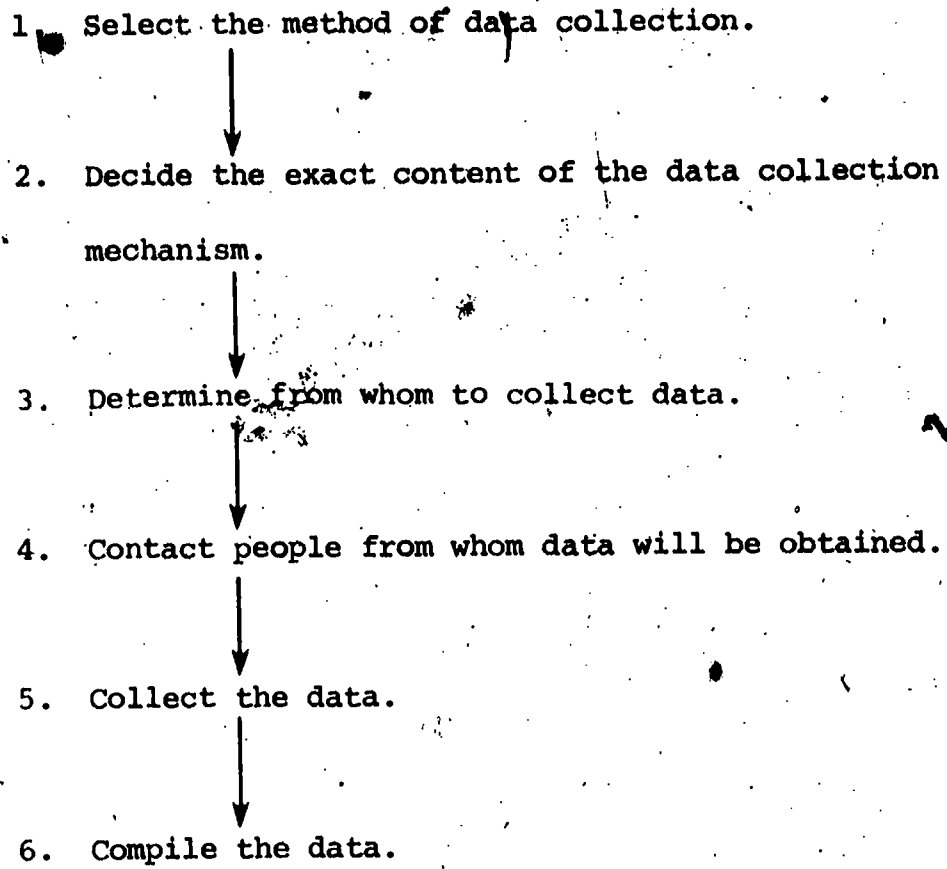 1. Select the method of data collection.
2. Decide the exact content of the data collection
mechanism.
3. Determine from whom to collect data.
4. Contact people from whom data will be obtained.
5. Collect the data.
6. Compile the data.